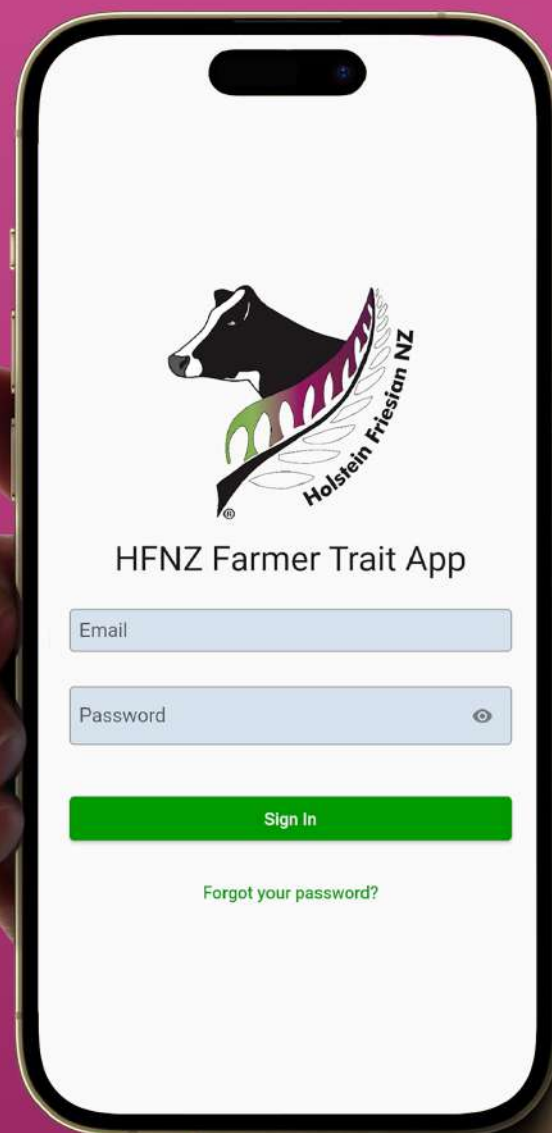 Holstein Friesian NZ
®
HFNZ Farmer Trait App
Email
Password
Sign In
Forgot your password?